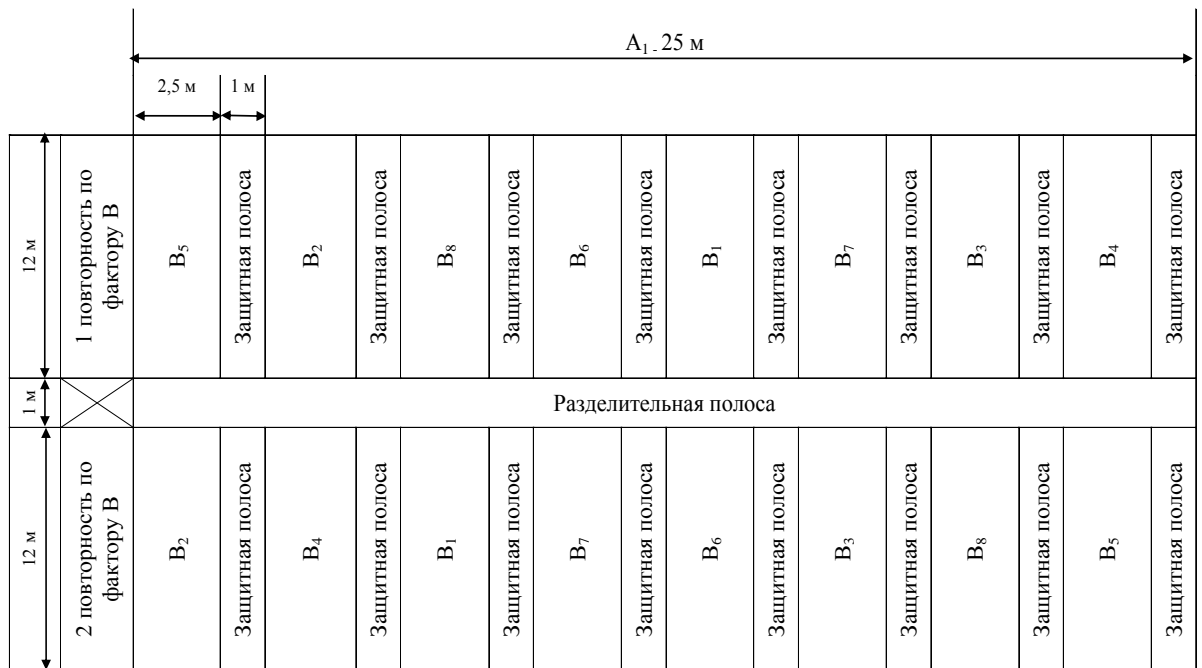 А₁ - 25 м
2,5 м
1 м
12 м
1 повторность по
фактору В
В₅
Защитная полоса
В₂
Защитная полоса
В₈
Защитная полоса
В₆
Защитная полоса
В₁
Защитная полоса
В₇
Защитная полоса
В₃
Защитная полоса
В₄
Защитная полоса
1 м
Разделительная полоса
12 м
2 повторность по
фактору В
В₂
Защитная полоса
В₄
Защитная полоса
В₁
Защитная полоса
В₇
Защитная полоса
В₆
Защитная полоса
В₃
Защитная полоса
В₈
Защитная полоса
В₅
Защитная полоса